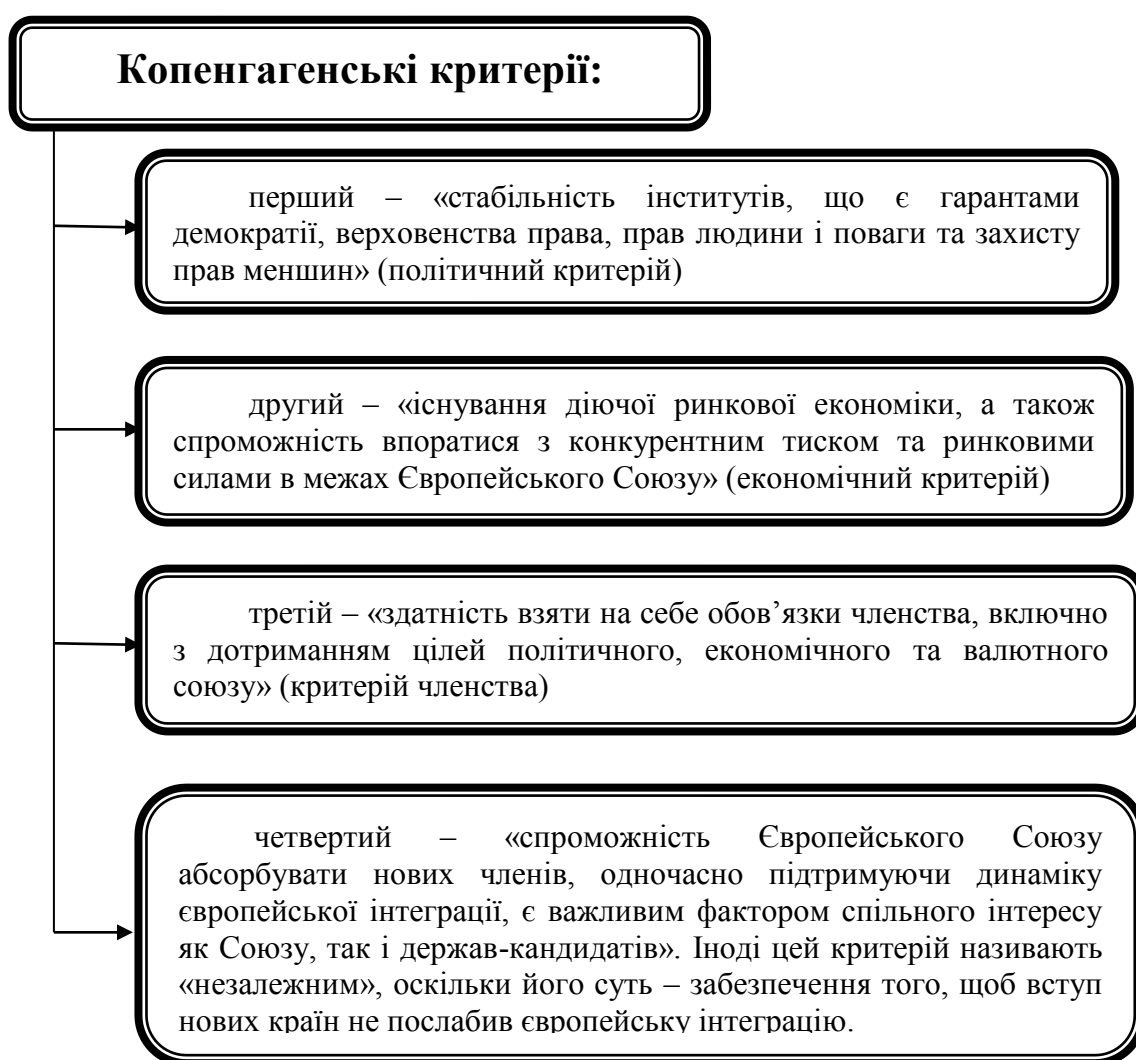 Копенгагенські критерії:
перший – «стабільність інститутів, що є гарантами
демократії, верховенства права, прав людини і поваги та захисту
прав меншин» (політичний критерій)
другий – «існування діючої ринкової економіки, а також
спроможність впоратися з конкурентним тиском та ринковими
силами в межах Європейського Союзу» (економічний критерій)
третій – «здатність взяти на себе обов’язки членства, включно
з дотриманням цілей політичного, економічного та валютного
союзу» (критерій членства)
четвертий – «спроможність Європейського Союзу
абсорбувати нових членів, одночасно підтримуючи динаміку
європейської інтеграції, є важливим фактором спільного інтересу
як Союзу, так і держав-кандидатів». Іноді цей критерій називають
«незалежним», оскільки його суть – забезпечення того, щоб вступ
нових країн не послабив європейську інтеграцію.